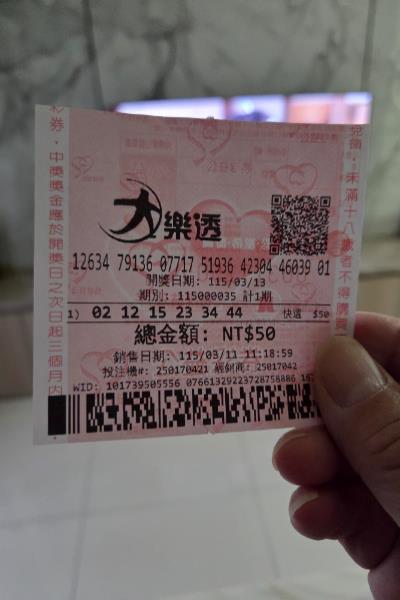 大樂透
12634 79136 07717 51936 42304 46039 01
開獎日期: 115/03/13
期別: 115000035 計1期
1) 02 12 15 23 34 44 快選 $50
總金額: NT$50
銷售日期: 115/03/11 11:18:59
投注機#: 250170421 經銷商: 25017042
WID: 101739505556 07661329223728758886
彩券・中獎獎金應於開獎日之次日起三個月內
兌領・未滿十八歲者不得購買